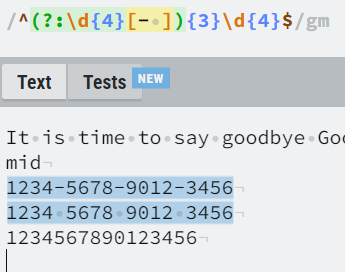 /^(?:\d{4}[- ]){3}\d{4}$/gm
Text Tests NEW
It is time to say goodbye Goo
mid
1234-5678-9012-3456
1234 5678 9012 3456
1234567890123456